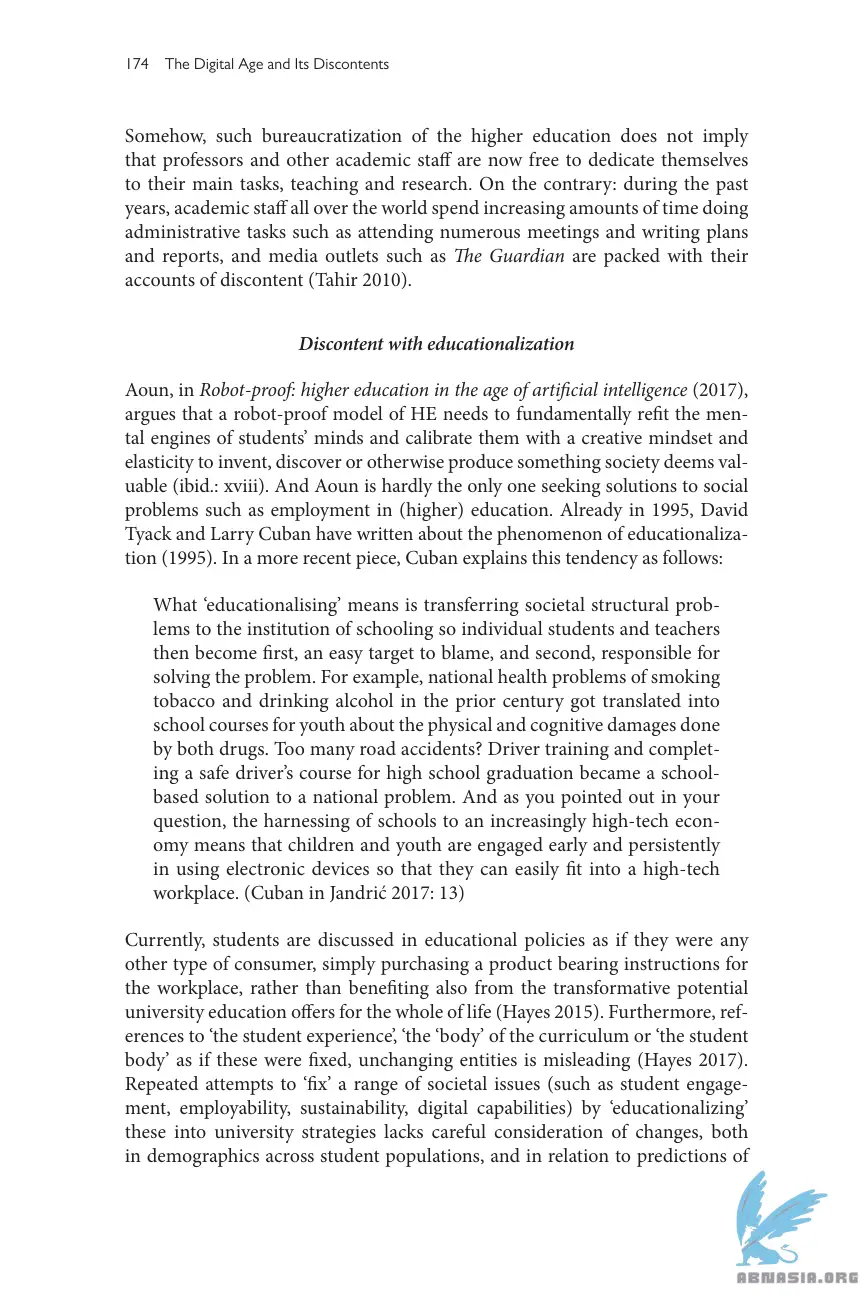 174 The Digital Age and Its Discontents
Somehow, such bureaucratization of the higher education does not imply
that professors and other academic staff are now free to dedicate themselves
to their main tasks, teaching and research. On the contrary: during the past
years, academic staff all over the world spend increasing amounts of time doing
administrative tasks such as attending numerous meetings and writing plans
and reports, and media outlets such as The Guardian are packed with their
accounts of discontent (Tahir 2010).
Discontent with educationalization
Aoun, in Robot-proof: higher education in the age of artificial intelligence (2017),
argues that a robot-proof model of HE needs to fundamentally refit the men-
tal engines of students’ minds and calibrate them with a creative mindset and
elasticity to invent, discover or otherwise produce something society deems val-
uable (ibid.: xviii). And Aoun is hardly the only one seeking solutions to social
problems such as employment in (higher) education. Already in 1995, David
Tyack and Larry Cuban have written about the phenomenon of educationaliza-
tion (1995). In a more recent piece, Cuban explains this tendency as follows:
What ‘educationalising’ means is transferring societal structural prob-
lems to the institution of schooling so individual students and teachers
then become first, an easy target to blame, and second, responsible for
solving the problem. For example, national health problems of smoking
tobacco and drinking alcohol in the prior century got translated into
school courses for youth about the physical and cognitive damages done
by both drugs. Too many road accidents? Driver training and complet-
ing a safe driver’s course for high school graduation became a school-
based solution to a national problem. And as you pointed out in your
question, the harnessing of schools to an increasingly high-tech econ-
omy means that children and youth are engaged early and persistently
in using electronic devices so that they can easily fit into a high-tech
workplace. (Cuban in Jandrić 2017: 13)
Currently, students are discussed in educational policies as if they were any
other type of consumer, simply purchasing a product bearing instructions for
the workplace, rather than benefiting also from the transformative potential
university education offers for the whole of life (Hayes 2015). Furthermore, ref-
erences to ‘the student experience’, ‘the ‘body’ of the curriculum or ‘the student
body’ as if these were fixed, unchanging entities is misleading (Hayes 2017).
Repeated attempts to ‘fix’ a range of societal issues (such as student engage-
ment, employability, sustainability, digital capabilities) by ‘educationalizing’
these into university strategies lacks careful consideration of changes, both
in demographics across student populations, and in relation to predictions of
ABNASIA.ORG